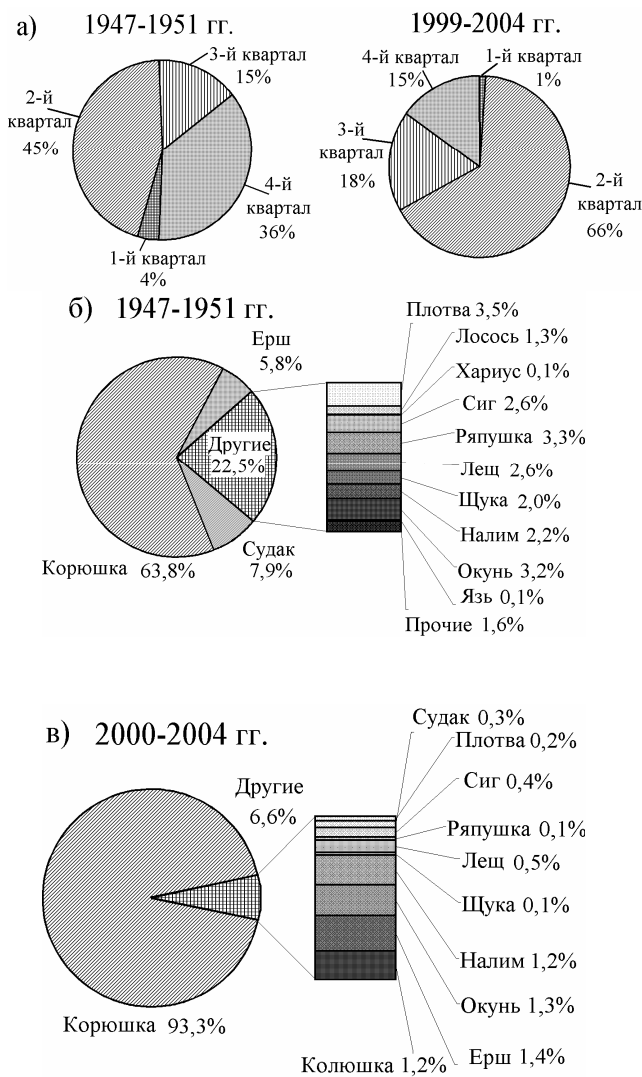 а)
1947-1951 гг.
3-й квартал
15%
2-й
квартал
45%
4-й
квартал
36%
1-й квартал
4%
1999-2004 гг.
1-й квартал
1%
4-й квартал
15%
3-й
квартал
18%
2-й
квартал
66%
б) 1947-1951 гг.
Ерш
5,8%
Другие
22,5%
Судак
7,9%
Корюшка 63,8%
Плотва 3,5%
Лосось 1,3%
Хариус 0,1%
Сиг 2,6%
Ряпушка 3,3%
Лещ 2,6%
Щука 2,0%
Налим 2,2%
Окунь 3,2%
Язь 0,1%
Прочие 1,6%
в) 2000-2004 гг.
Другие
6,6%
Корюшка 93,3%
Судак 0,3%
Плотва 0,2%
Сиг 0,4%
Ряпушка 0,1%
Лещ 0,5%
Щука 0,1%
Налим 1,2%
Окунь 1,3%
Ерш 1,4%
Колюшка 1,2%